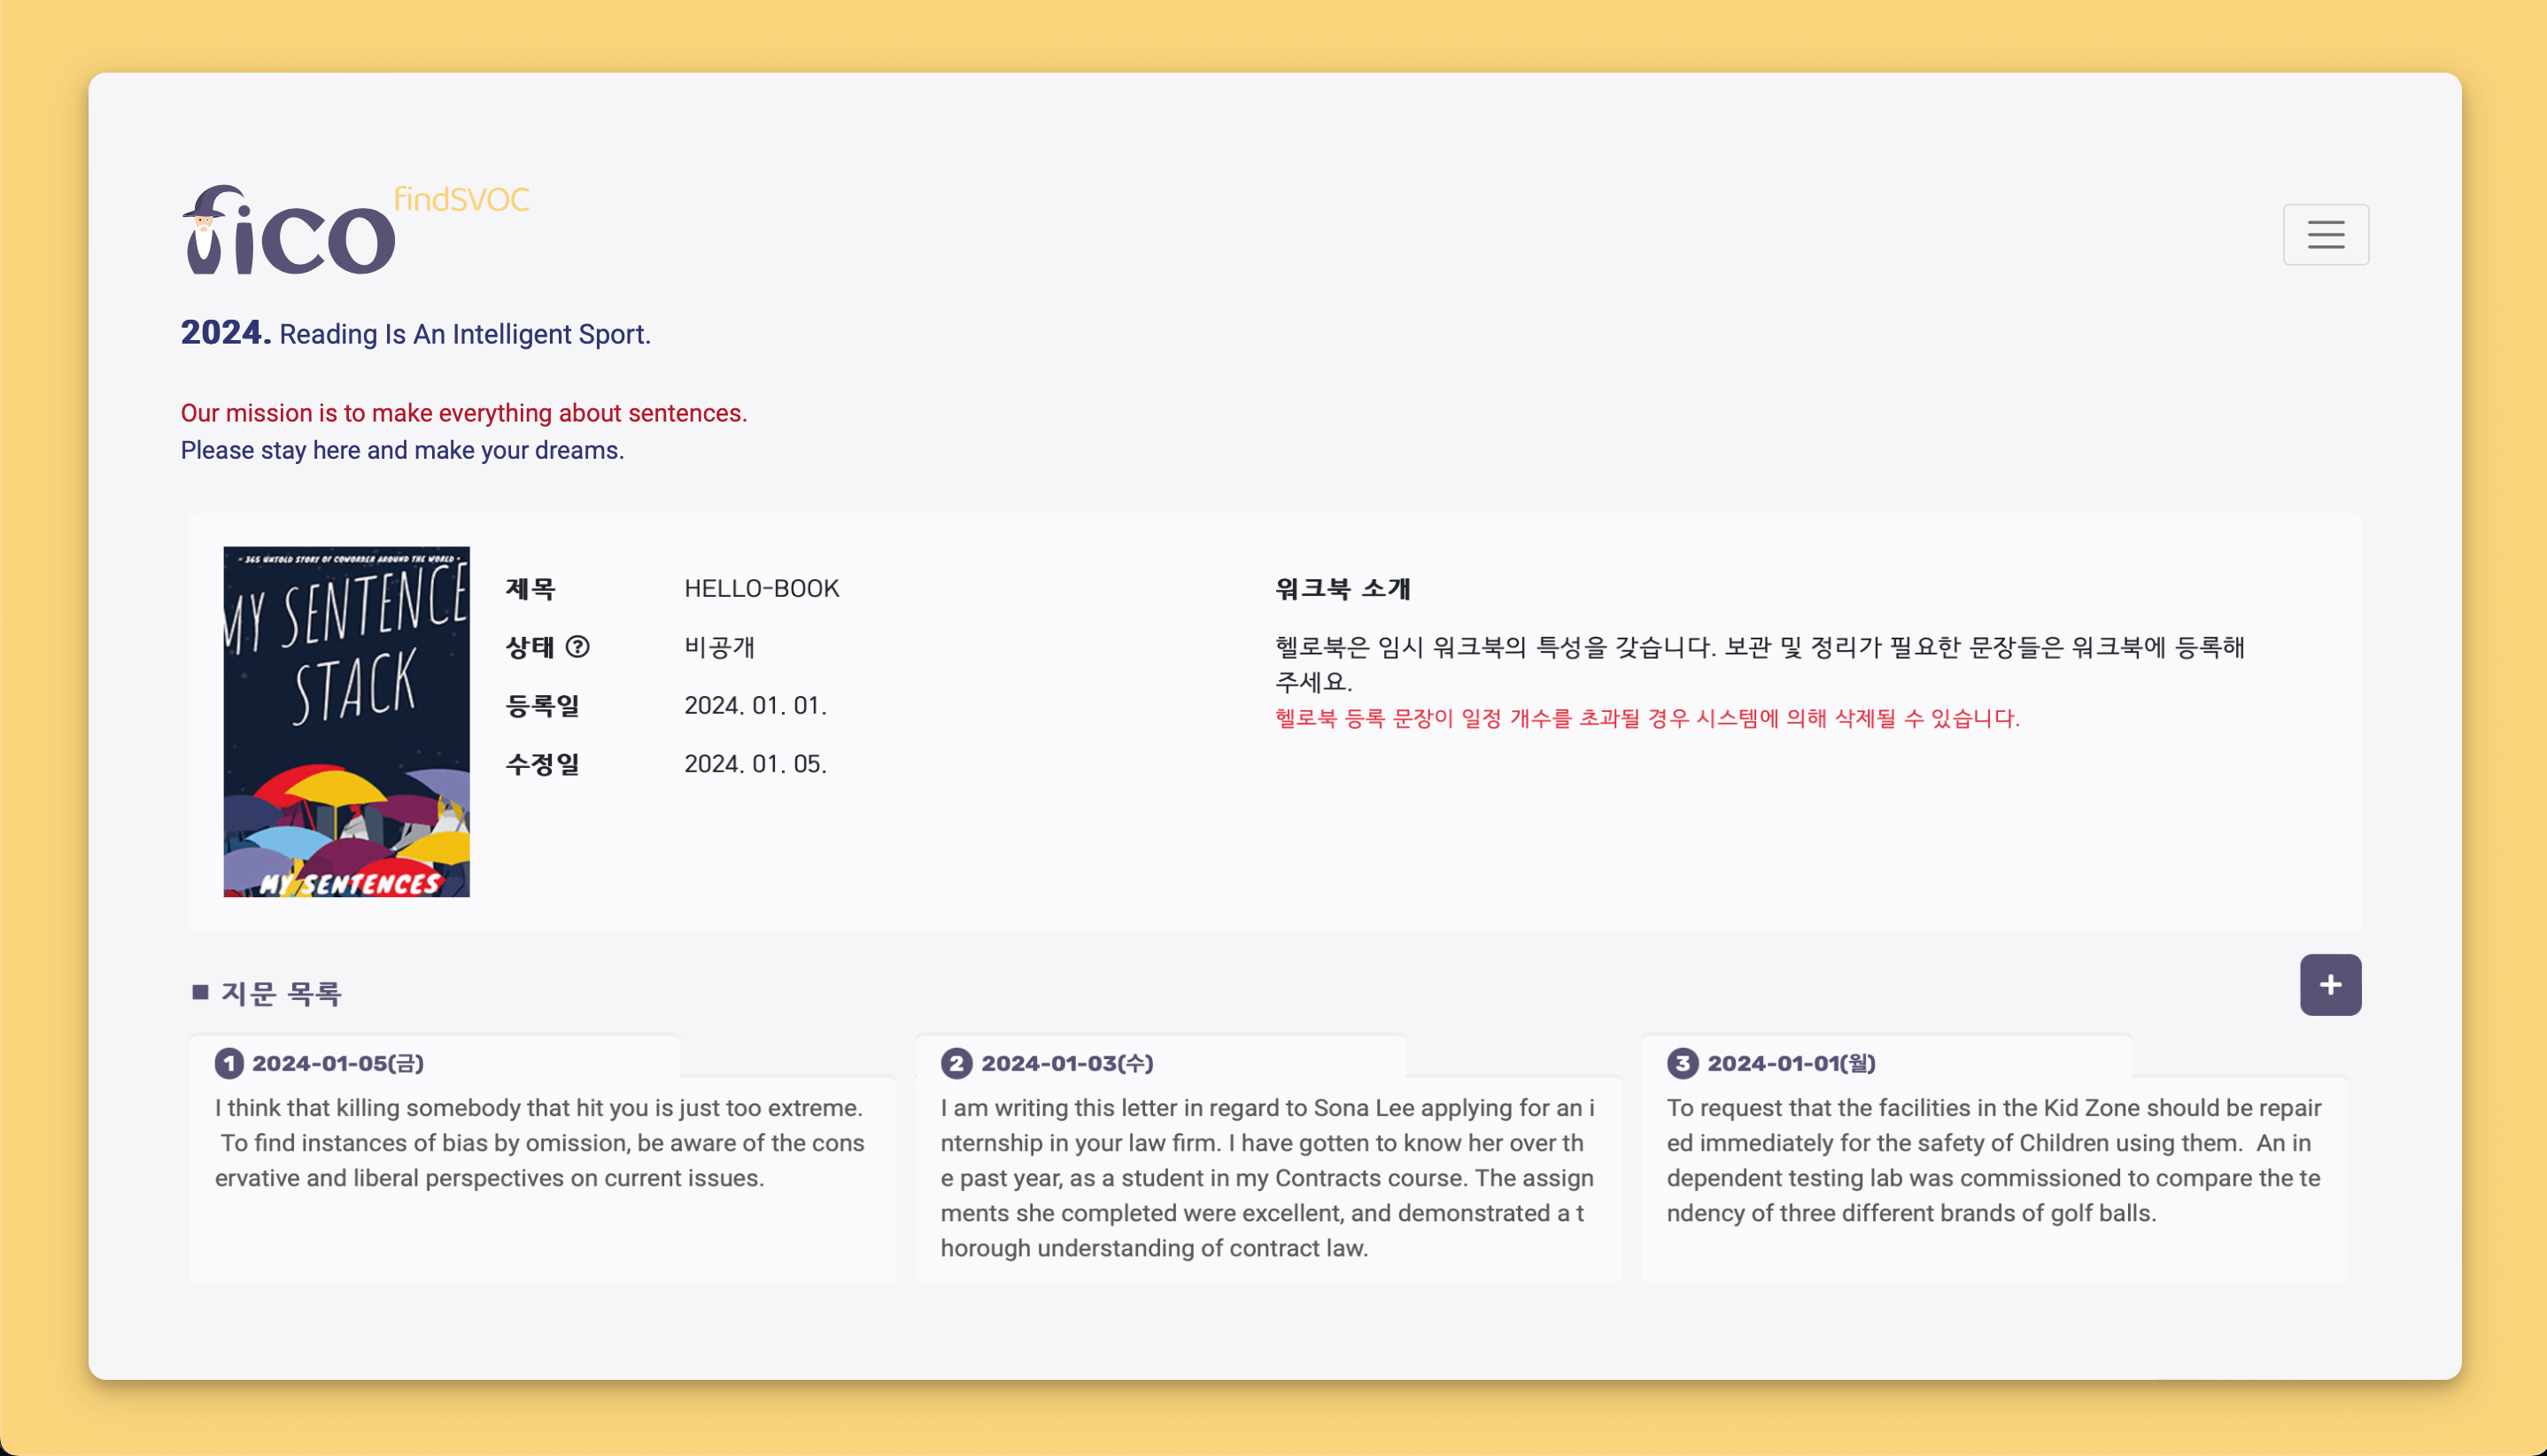 fico findSVOC
2024. Reading Is An Intelligent Sport.
Our mission is to make everything about sentences.
Please stay here and make your dreams.
- 365 UNTOLD STORY OF COWORKER AROUND THE WORLD -
MY SENTENCE
STACK
MY SENTENCES
제목 HELLO-BOOK
상태 ? 비공개
등록일 2024. 01. 01.
수정일 2024. 01. 05.
워크북 소개
헬로북은 임시 워크북의 특성을 갖습니다. 보관 및 정리가 필요한 문장들은 워크북에 등록해
주세요.
헬로북 등록 문장이 일정 개수를 초과될 경우 시스템에 의해 삭제될 수 있습니다.
■ 지문 목록
+
1 2024-01-05(금)
I think that killing somebody that hit you is just too extreme.
To find instances of bias by omission, be aware of the cons
ervative and liberal perspectives on current issues.
2 2024-01-03(수)
I am writing this letter in regard to Sona Lee applying for an i
nternship in your law firm. I have gotten to know her over th
e past year, as a student in my Contracts course. The assign
ments she completed were excellent, and demonstrated a t
horough understanding of contract law.
3 2024-01-01(월)
To request that the facilities in the Kid Zone should be repair
ed immediately for the safety of Children using them.  An in
dependent testing lab was commissioned to compare the te
ndency of three different brands of golf balls.